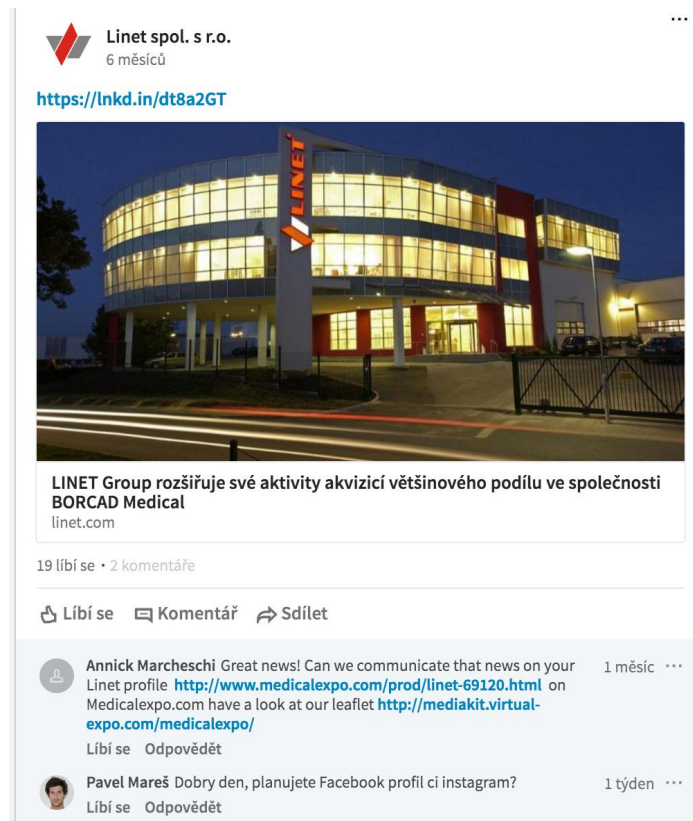 Linet spol. s r.o.
6 měsíců
https://lnkd.in/dt8a2GT
LINET
LINET Group rozšiřuje své aktivity akvizicí většinového podílu ve společnosti
BORCAD Medical
linet.com
19 líbí se • 2 komentáře
Líbí se Komentář Sdílet
Annick Marcheschi Great news! Can we communicate that news on your 1 měsíc
Linet profile http://www.medicalexpo.com/prod/linet-69120.html on
Medicalexpo.com have a look at our leaflet http://mediakit.virtual-
expo.com/medicalexpo/
Líbí se Odpovědět
Pavel Mareš Dobry den, planujete Facebook profil ci instagram? 1 týden
Líbí se Odpovědět